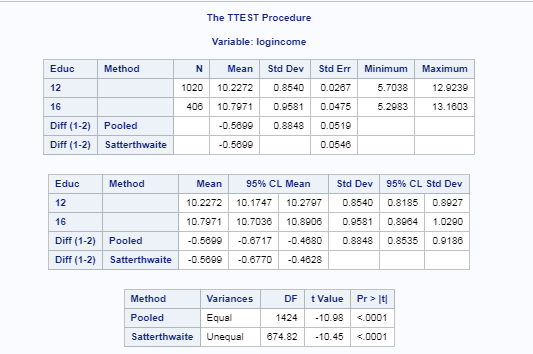 The TTEST Procedure
Variable: logincome
Educ Method N Mean Std Dev Std Err Minimum Maximum
12 1020 10.2272 0.8540 0.0267 5.7038 12.9239
16 406 10.7971 0.9581 0.0475 5.2983 13.1603
Diff (1-2) Pooled -0.5699 0.8848 0.0519
Diff (1-2) Satterthwaite -0.5699 0.0546
Educ Method Mean 95% CL Mean Std Dev 95% CL Std Dev
12 10.2272 10.1747 10.2797 0.8540 0.8185 0.8927
16 10.7971 10.7036 10.8906 0.9581 0.8964 1.0290
Diff (1-2) Pooled -0.5699 -0.6717 -0.4680 0.8848 0.8535 0.9186
Diff (1-2) Satterthwaite -0.5699 -0.6770 -0.4628
Method Variances DF t Value Pr > |t|
Pooled Equal 1424 -10.98 <.0001
Satterthwaite Unequal 674.82 -10.45 <.0001